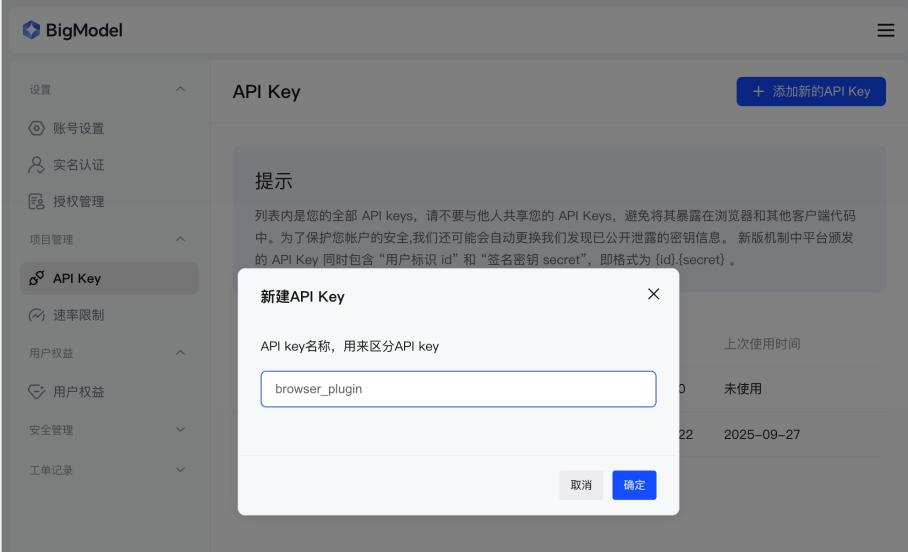 BigModel
设置
账号设置
实名认证
授权管理
项目管理
API Key
速率限制
用户权益
用户权益
安全管理
工单记录
API Key
+ 添加新的API Key
提示
列表内是您的全部 API keys，请不要与他人共享您的 API Keys，避免将其暴露在浏览器和其他客户端代码
中。为了保护您帐户的安全,我们还可能会自动更换我们发现已公开泄露的密钥信息。 新版机制中平台颁发
的 API Key 同时包含 “用户标识 id” 和 “签名密钥 secret”，即格式为 {id}.{secret} 。
上次使用时间
0 未使用
22 2025-09-27
新建API Key
API key名称，用来区分API key
browser_plugin
取消
确定